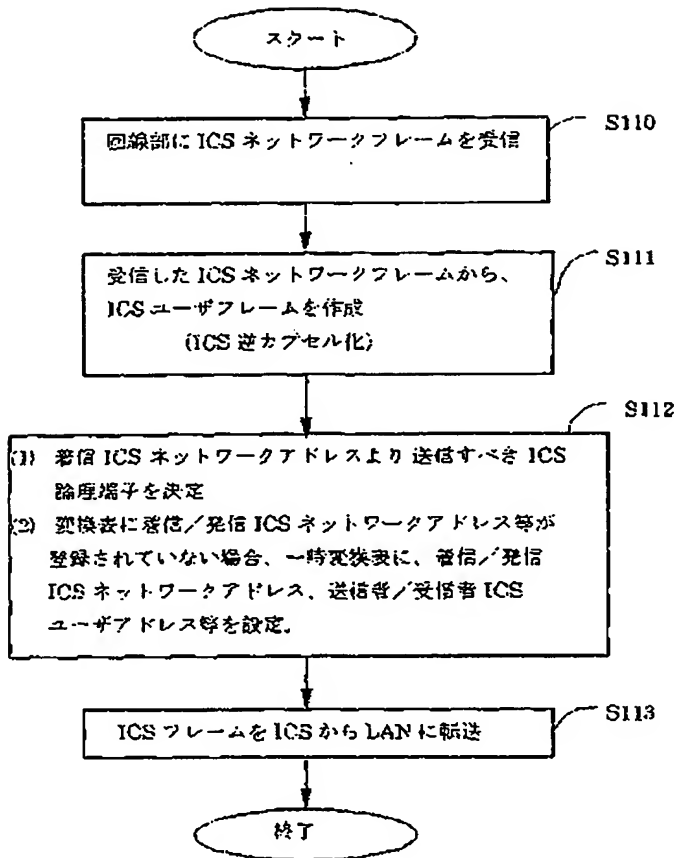 スタート
回線部に ICS ネットワークフレームを受信
S110
受信した ICS ネットワークフレームから、
ICS ユーザフレームを作成
(ICS 逆カプセル化)
S111
S112
(1) 着信 ICS ネットワークアドレスより送信すべき ICS
論理端子を決定
(2) 変換表に着信/発信 ICS ネットワークアドレス等が
登録されていない場合、一時変換表に、着信/発信
ICS ネットワークアドレス、送信者/受信者 ICS
ユーザアドレス等を設定。
ICS フレームを ICS から LAN に転送
S113
終了